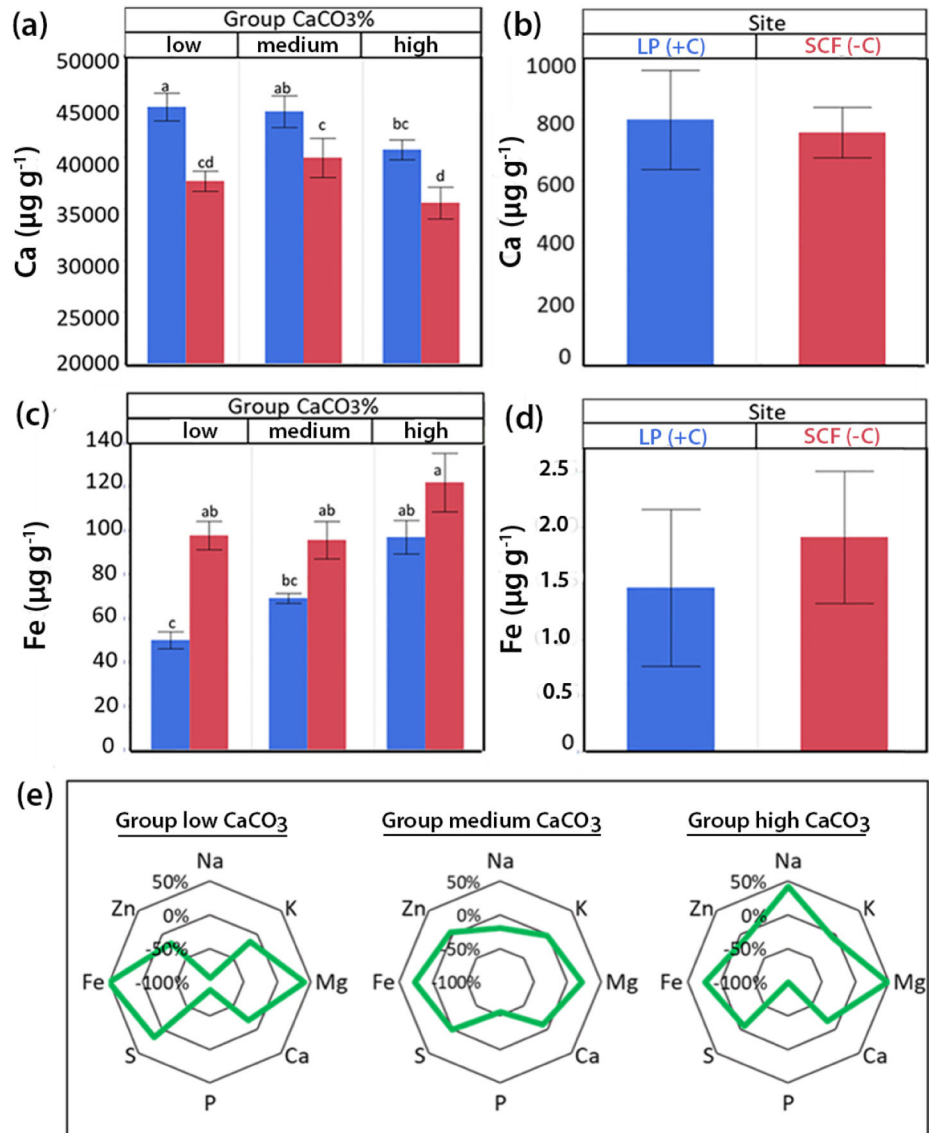 (a)
Group CaCO3%
low medium high
Ca (µg g⁻¹)
50000
45000
40000
35000
30000
25000
20000
a
cd
ab
c
bc
d
(b)
Site
LP (+C) SCF (-C)
Ca (µg g⁻¹)
1000
800
600
400
200
0
(c)
Group CaCO3%
low medium high
Fe (µg g⁻¹)
140
120
100
80
60
40
20
0
c
ab
bc
ab
ab
a
(d)
Site
LP (+C) SCF (-C)
Fe (µg g⁻¹)
2.5
2.0
1.5
1.0
0.5
0
(e)
Group low CaCO₃
Na
50%
Zn K
0%
-50%
Fe -100% Mg
S Ca
P
Group medium CaCO₃
Na
50%
Zn K
0%
-50%
Fe -100% Mg
S Ca
P
Group high CaCO₃
Na
50%
Zn K
0%
-50%
Fe -100% Mg
S Ca
P